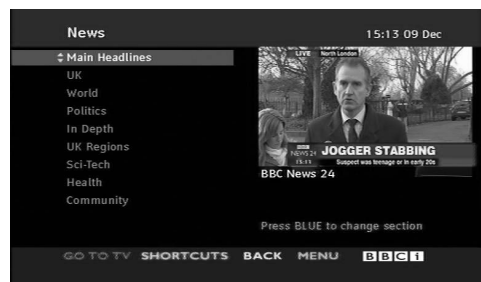 News
15:13 09 Dec
Main Headlines
UK
World
Politics
In Depth
UK Regions
Sci-Tech
Health
Community
LIVE North London
BBC
NEWS 24
15:13
JOGGER STABBING
Suspect was teenage or in early 20s
BBC News 24
Press BLUE to change section
GO TO TV SHORTCUTS BACK MENU BBCi